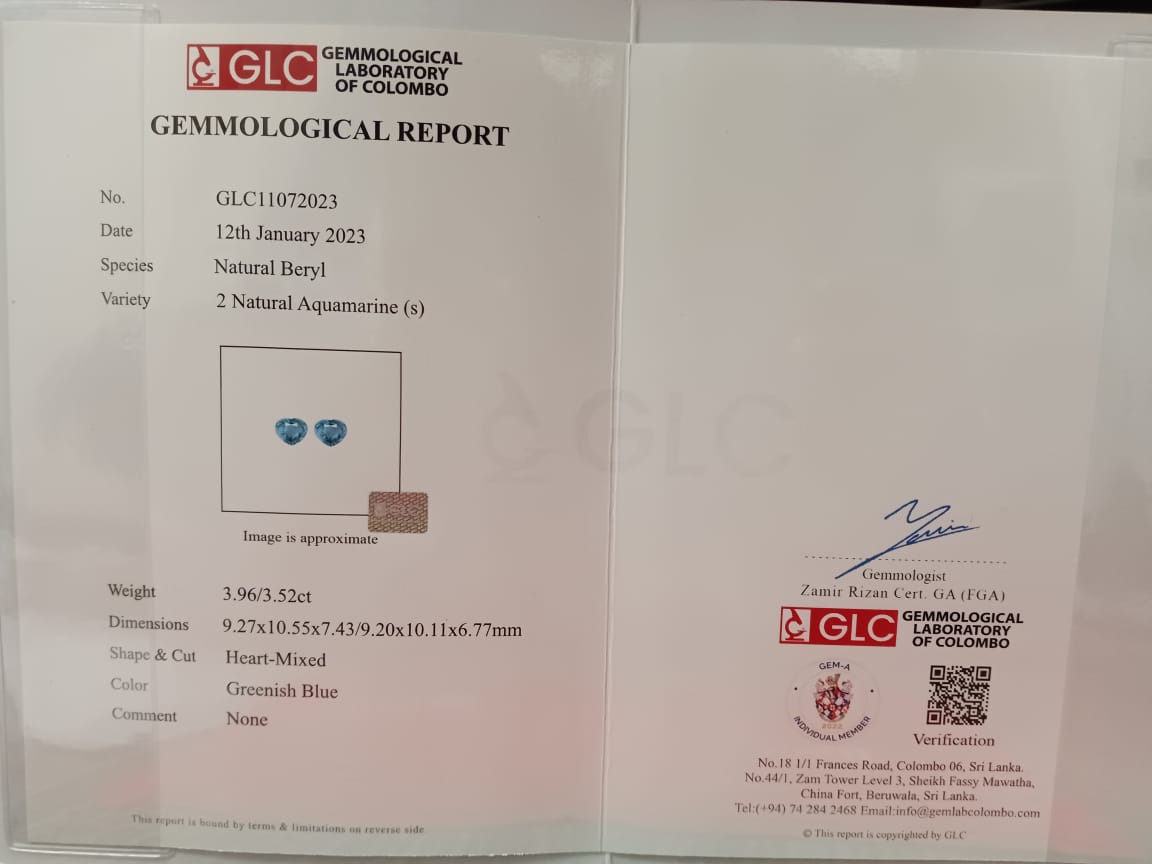 GLC GEMMOLOGICAL
LABORATORY
OF COLOMBO
GEMMOLOGICAL REPORT
No. GLC11072023
Date 12th January 2023
Species Natural Beryl
Variety 2 Natural Aquamarine (s)
Image is approximate
Weight 3.96/3.52ct
Dimensions 9.27x10.55x7.43/9.20x10.11x6.77mm
Shape & Cut Heart-Mixed
Color Greenish Blue
Comment None
This report is bound by terms & limitations on reverse side
GLC
Gemmologist
Zamir Rizan Cert. GA (FGA)
GLC GEMMOLOGICAL
LABORATORY
OF COLOMBO
GEM-A
2022
INDIVIDUAL MEMBER
Verification
No.18 1/1 Frances Road, Colombo 06, Sri Lanka.
No.44/1, Zam Tower Level 3, Sheikh Fassy Mawatha,
China Fort, Beruwala, Sri Lanka.
Tel:(+94) 74 284 2468 Email:info@gemlabcolombo.com
© This report is copyrighted by GLC